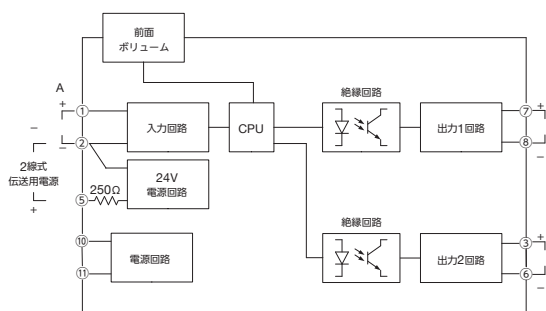 前面
ボリューム
A
絶縁回路
+
①
⑦
+
入力回路
CPU
出力1回路
−
−
②
⑧
−
2線式
伝送用電源
24V
電源回路
250Ω
⑤
+
絶縁回路
⑩
③
+
電源回路
出力2回路
⑪
⑥
−